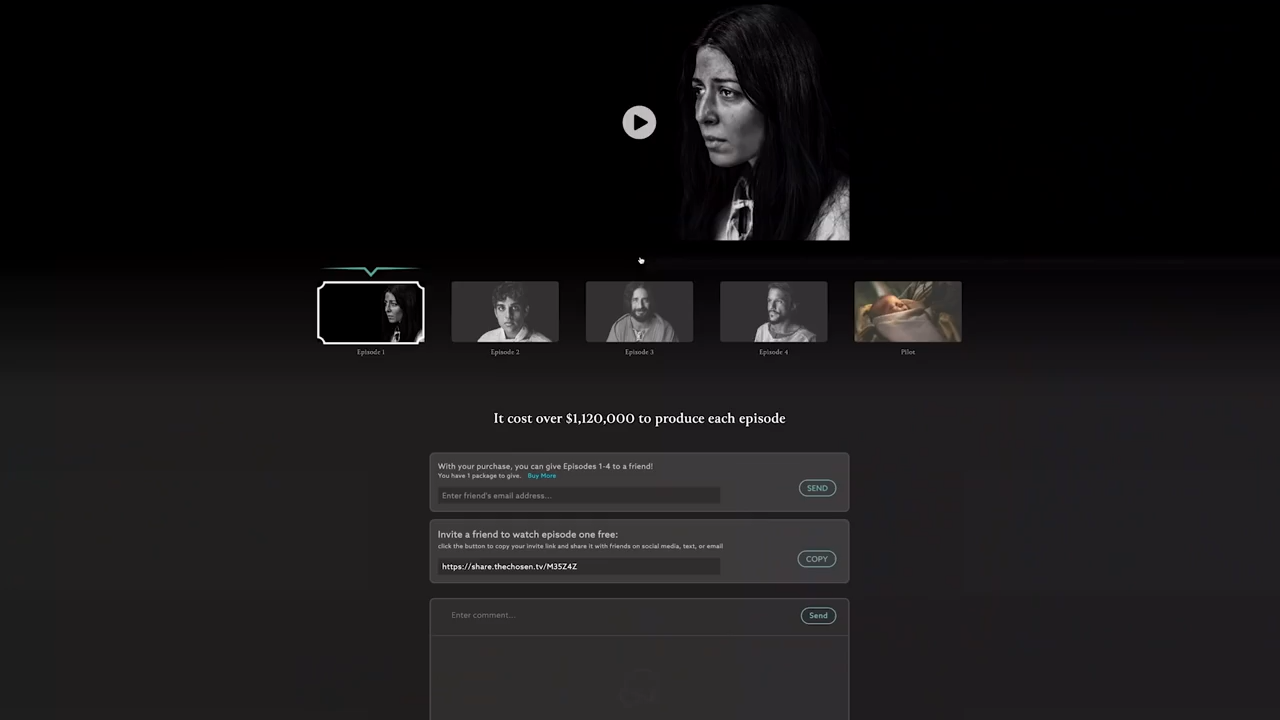 Episode 1
Episode 2
Episode 3
Episode 4
Pilot
It cost over $1,120,000 to produce each episode
With your purchase, you can give Episodes 1-4 to a friend!
You have 1 package to give. Buy More
Enter friend's email address...
SEND
Invite a friend to watch episode one free:
click the button to copy your invite link and share it with friends on social media, text, or email
https://share.thechosen.tv/M35Z4Z
COPY
Enter comment...
Send